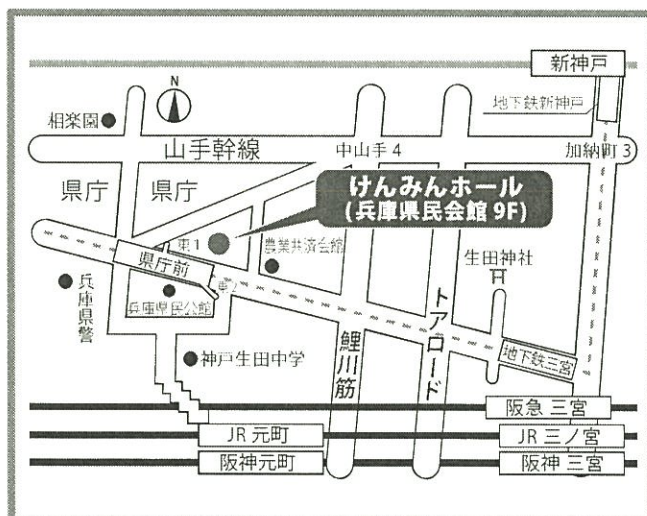 新神戸
地下鉄新神戸
N
相楽園
山手幹線
中山手 4
加納町 3
県庁
県庁
けんみんホール
(兵庫県民会館 9F)
東1
農業共済会館
生田神社
県庁前
東2
兵庫県警
兵庫県民公館
トアロード
鯉川筋
地下鉄三宮
神戸生田中学
阪急 三宮
JR 元町
JR 三ノ宮
阪神元町
阪神 三宮